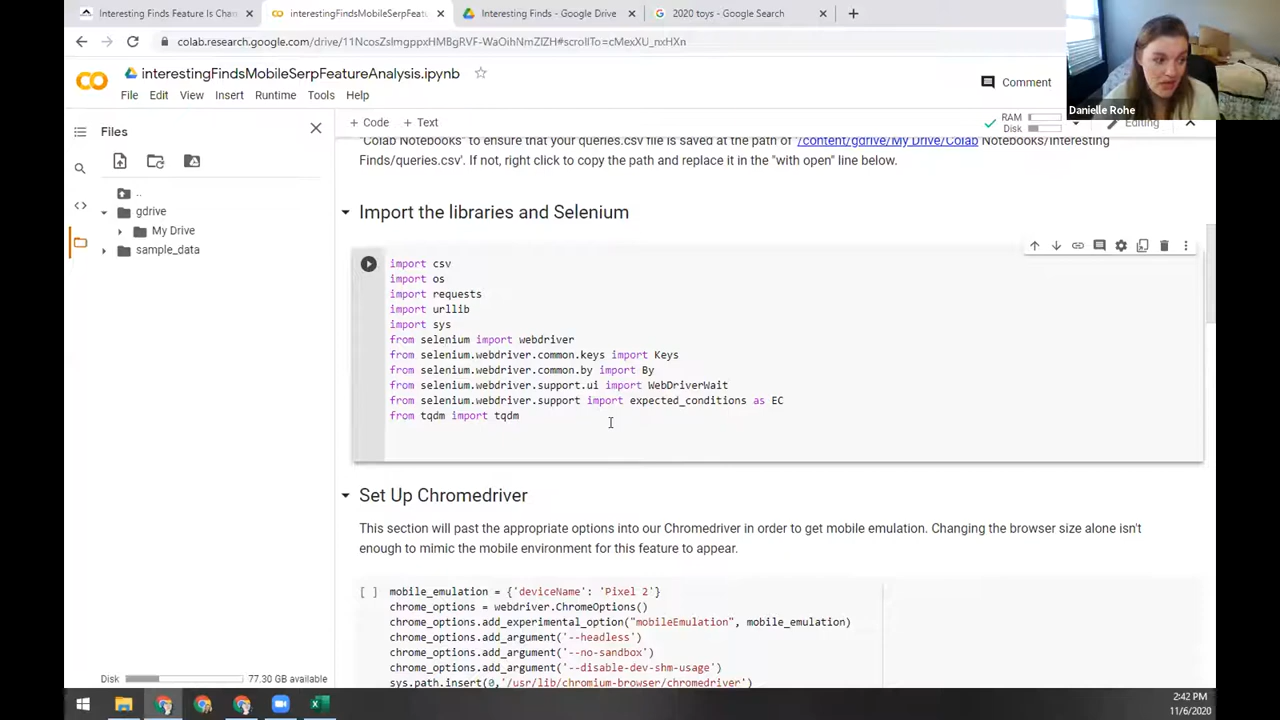 Interesting Finds Feature Is Chan
interestingFindsMobileSerpFeatu
Interesting Finds - Google Drive
2020 toys - Google Search
colab.research.google.com/drive/
#scrollTo=cMexXU_nxHXn
interestingFindsMobileSerpFeatureAnalysis.ipynb
Comment
File Edit View Insert Runtime Tools Help
Danielle Rohe
Files
+ Code + Text
RAM
Disk
Editing
"Colab Notebooks" to ensure that your queries.csv file is saved at the path of '/content/gdrive/My Drive/Colab Notebooks/Interesting
Finds/queries.csv'. If not, right click to copy the path and replace it in the "with open" line below.
..
gdrive
My Drive
sample_data
Import the libraries and Selenium
import csv
import os
import requests
import urllib
import sys
from selenium import webdriver
from selenium.webdriver.common.keys import Keys
from selenium.webdriver.common.by import By
from selenium.webdriver.support.ui import WebDriverWait
from selenium.webdriver.support import expected_conditions as EC
from tqdm import tqdm
Set Up Chromedriver
This section will past the appropriate options into our Chromedriver in order to get mobile emulation. Changing the browser size alone isn't
enough to mimic the mobile environment for this feature to appear.
[ ]
mobile_emulation = {'deviceName': 'Pixel 2'}
chrome_options = webdriver.ChromeOptions()
chrome_options.add_experimental_option("mobileEmulation", mobile_emulation)
chrome_options.add_argument('--headless')
chrome_options.add_argument('--no-sandbox')
chrome_options.add_argument('--disable-dev-shm-usage')
sys.path.insert(0,'/usr/lib/chromium-browser/chromedriver')
Disk 77.30 GB available
2:42 PM
11/6/2020